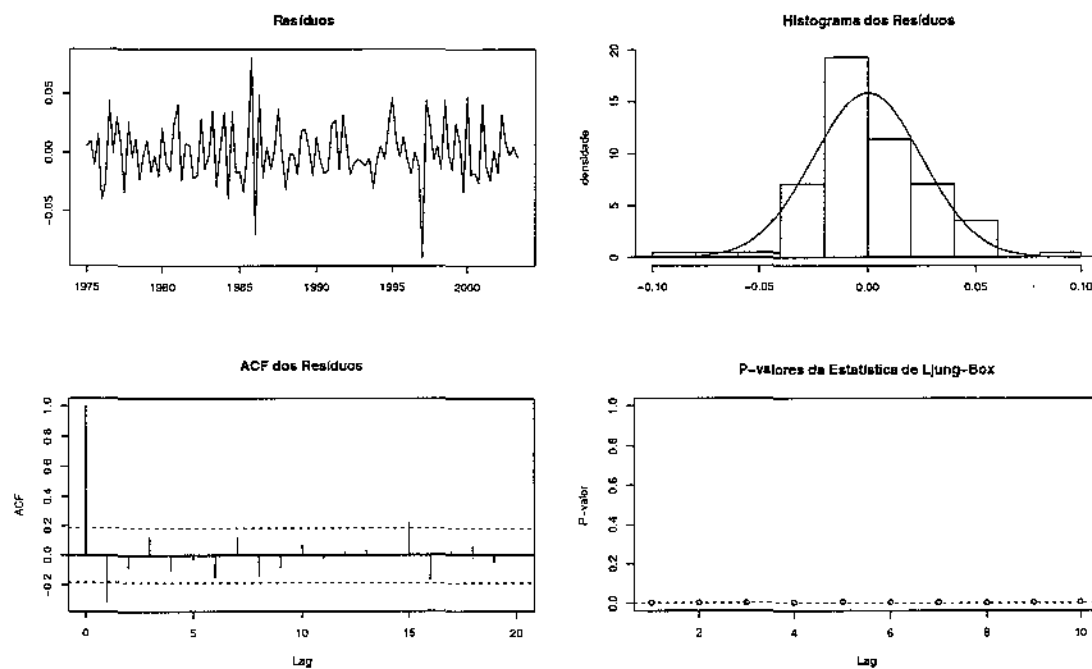 Resíduos
0.05
0.00
-0.05
1975 1980 1985 1990 1995 2000
Histograma dos Resíduos
densidade
20
15
10
5
0
-0.10 -0.05 0.00 0.05 0.10
ACF dos Resíduos
ACF
1.0
0.8
0.6
0.4
0.2
0.0
-0.2
0 5 10 15 20
Lag
P-valores da Estatística de Ljung-Box
P-valor
1.0
0.8
0.6
0.4
0.2
0.0
2 4 6 8 10
Lag